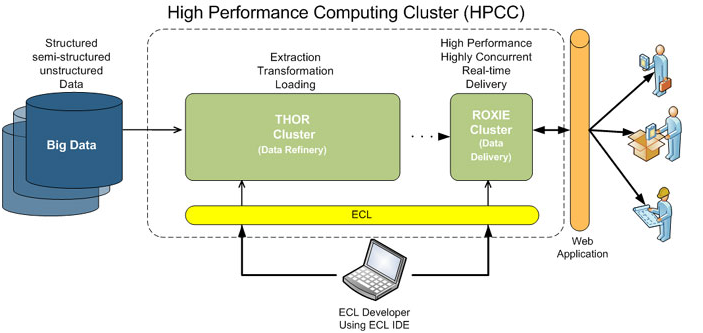 High Performance Computing Cluster (HPCC)
Structured
semi-structured
unstructured
Data
Big Data
Extraction
Transformation
Loading
THOR
Cluster
(Data Refinery)
High Performance
Highly Concurrent
Real-time
Delivery
ROXIE
Cluster
(Data
Delivery)
ECL
Web
Application
ECL Developer
Using ECL IDE